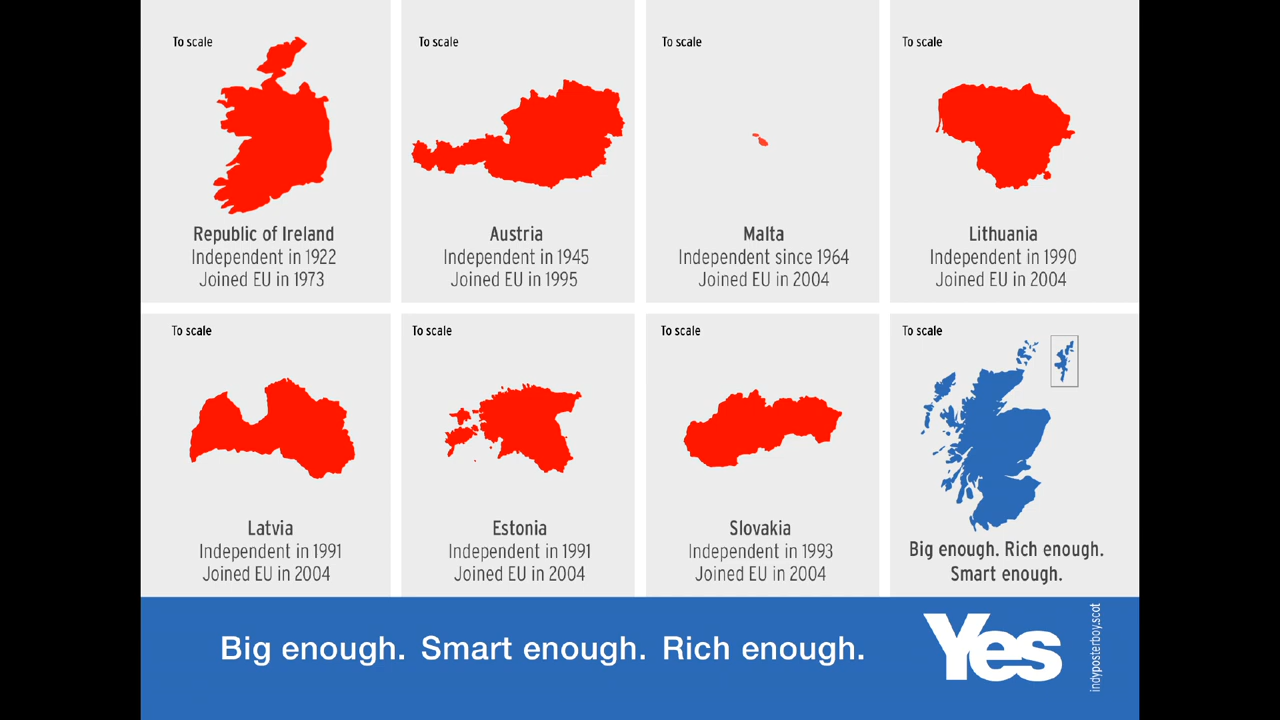 To scale
Republic of Ireland
Independent in 1922
Joined EU in 1973
To scale
Austria
Independent in 1945
Joined EU in 1995
To scale
Malta
Independent since 1964
Joined EU in 2004
To scale
Lithuania
Independent in 1990
Joined EU in 2004
To scale
Latvia
Independent in 1991
Joined EU in 2004
To scale
Estonia
Independent in 1991
Joined EU in 2004
To scale
Slovakia
Independent in 1993
Joined EU in 2004
To scale
Big enough. Rich enough.
Smart enough.
Big enough. Smart enough. Rich enough.
Yes
indyposterboy.scot